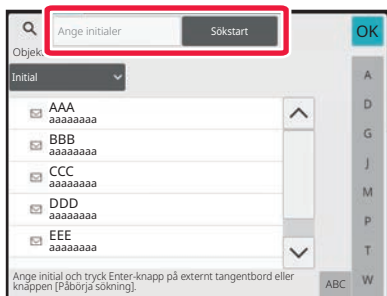 Ange initialer
Sökstart
OK
Objek
Initial
AAA
aaaaaaaa
BBB
aaaaaaaa
CCC
aaaaaaaa
DDD
aaaaaaaa
EEE
aaaaaaaa
A
D
G
J
M
P
T
W
Ange initial och tryck Enter-knapp på externt tangentbord eller
knappen [Påbörja sökning].
ABC